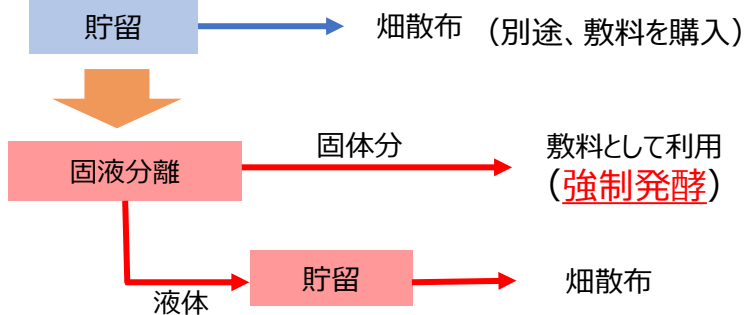 貯留
畑散布
（別途、敷料を購入）
固体分
固液分離
敷料として利用
（強制発酵）
貯留
畑散布
液体